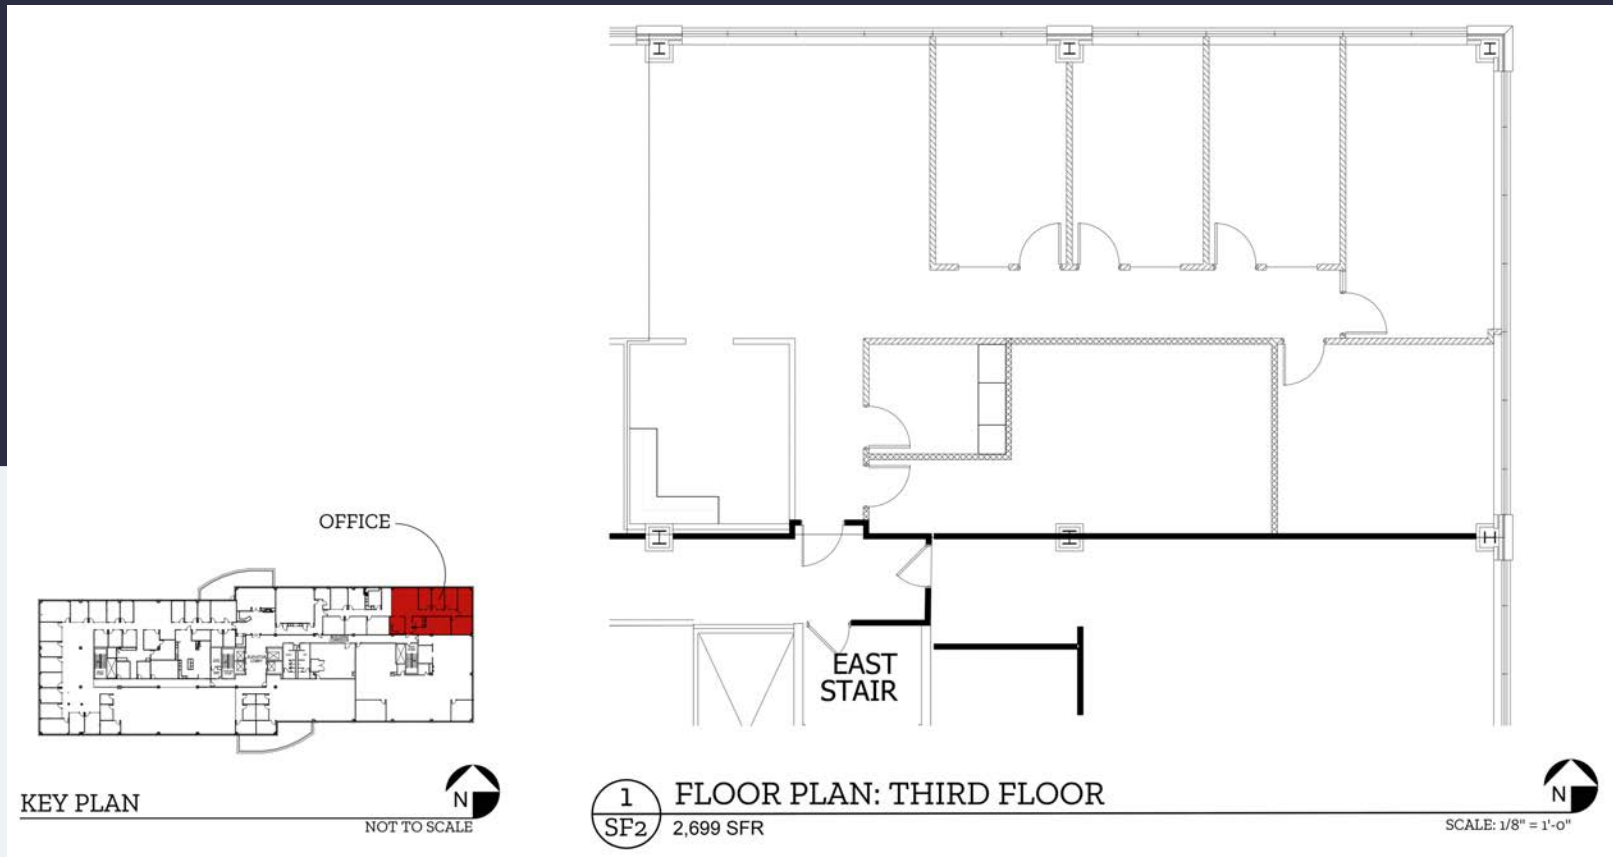 OFFICE
KEY PLAN
N
NOT TO SCALE
EAST
STAIR
1
SF2
FLOOR PLAN: THIRD FLOOR
2,699 SFR
N
SCALE: 1/8" = 1'-0"